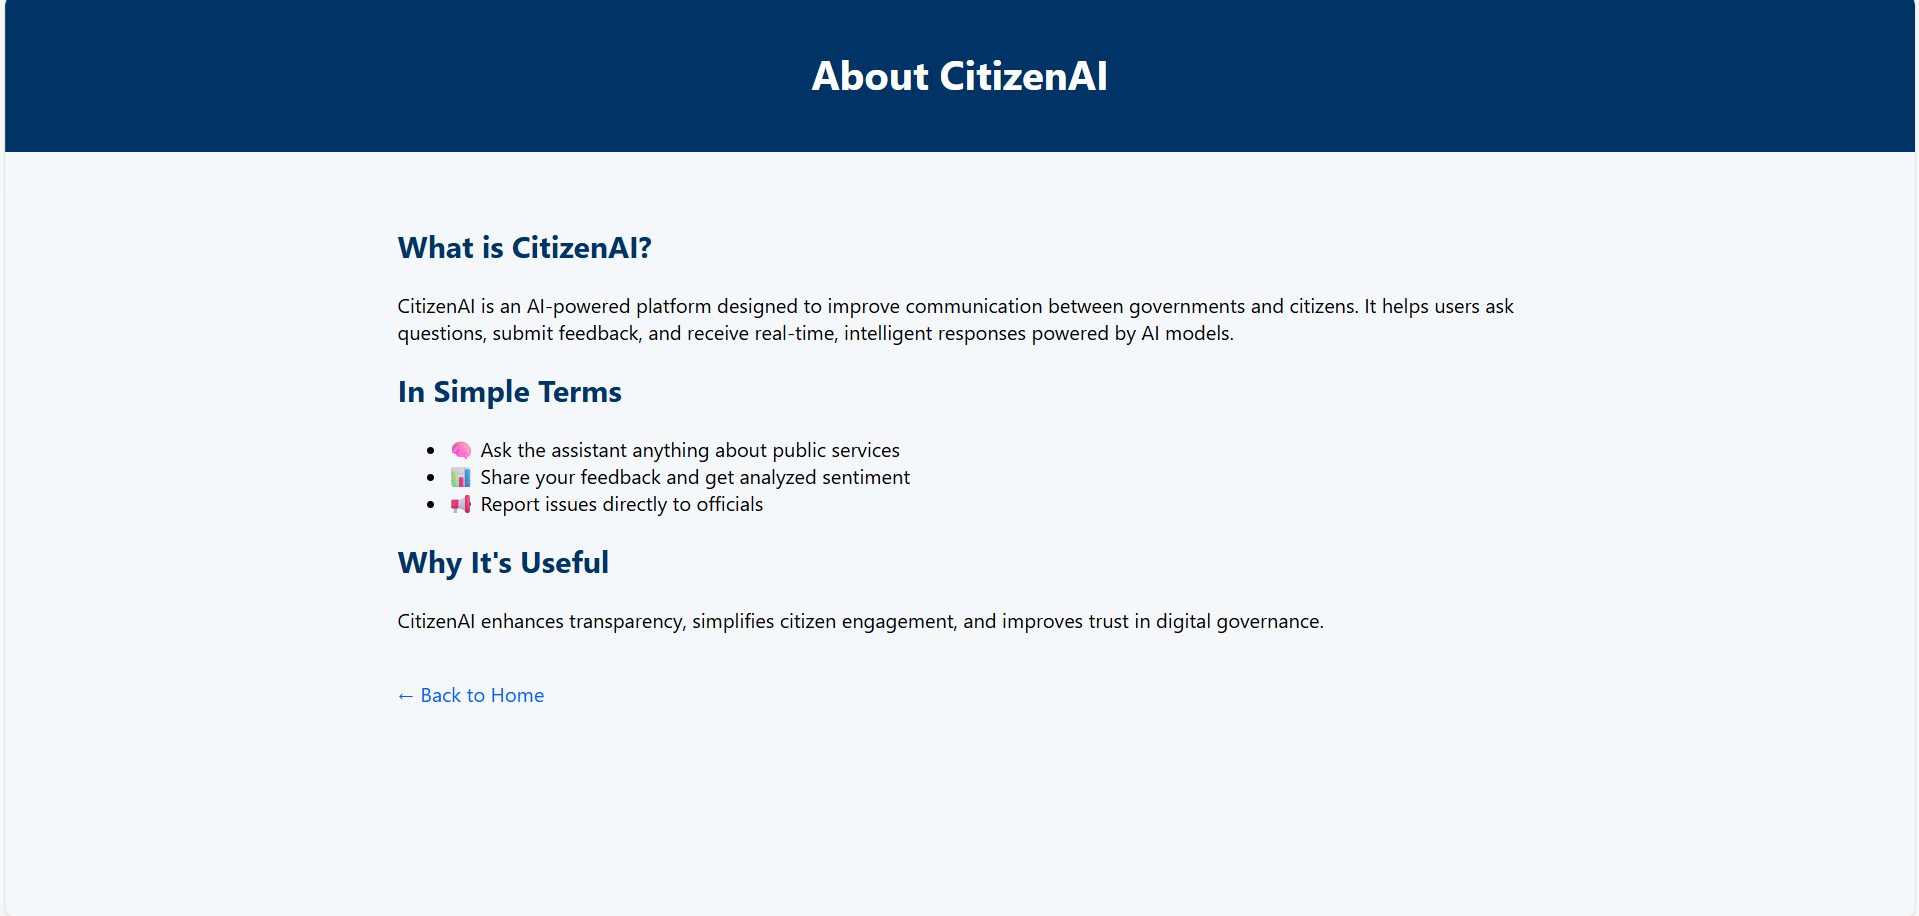 About CitizenAI
What is CitizenAI?
CitizenAI is an AI-powered platform designed to improve communication between governments and citizens. It helps users ask
questions, submit feedback, and receive real-time, intelligent responses powered by AI models.
In Simple Terms
• 🧠 Ask the assistant anything about public services
• 📊 Share your feedback and get analyzed sentiment
• 📢 Report issues directly to officials
Why It's Useful
CitizenAI enhances transparency, simplifies citizen engagement, and improves trust in digital governance.
← Back to Home